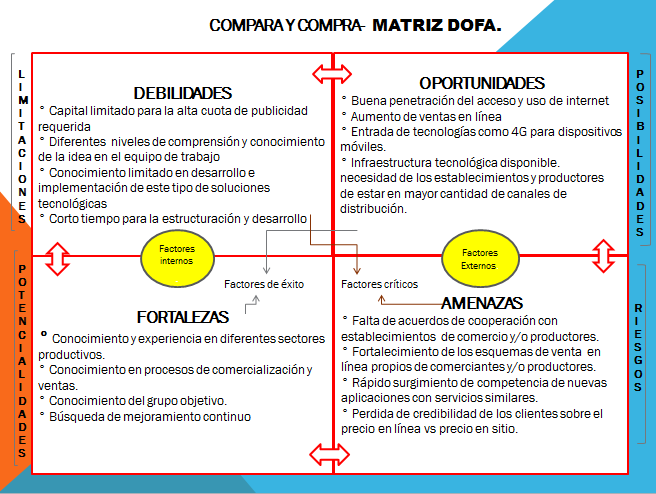 COMPARA Y COMPRA- MATRIZ DOFA.
LIMITACIONES
DEBILIDADES
° Capital limitado para la alta cuota de publicidad
requerida
° Diferentes niveles de comprensión y conocimiento
de la idea en el equipo de trabajo
° Conocimiento limitado en desarrollo e
implementación de este tipo de soluciones
tecnológicas
° Corto tiempo para la estructuración y desarrollo
OPORTUNIDADES
° Buena penetración del acceso y uso de internet
° Aumento de ventas en línea
° Entrada de tecnologías como 4G para dispositivos
móviles.
° Infraestructura tecnológica disponible.
necesidad de los establecimientos y productores
de estar en mayor cantidad de canales de
distribución.
POSIBILIDADES
Factores
internos
Factores
Externos
Factores de éxito
Factores críticos
POTENCIALIDADES
FORTALEZAS
° Conocimiento y experiencia en diferentes sectores
productivos.
° Conocimiento en procesos de comercialización y
ventas.
° Conocimiento del grupo objetivo.
° Búsqueda de mejoramiento continuo
AMENAZAS
° Falta de acuerdos de cooperación con
establecimientos de comercio y/o productores.
° Fortalecimiento de los esquemas de venta en
línea propios de comerciantes y/o productores.
° Rápido surgimiento de competencia de nuevas
aplicaciones con servicios similares.
° Perdida de credibilidad de los clientes sobre el
precio en línea vs precio en sitio.
RIESGOS